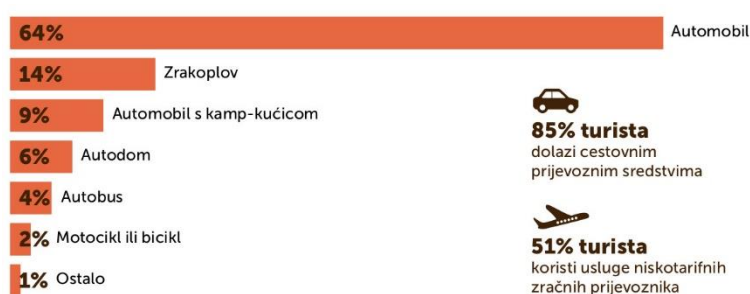 64% Automobil
14% Zrakoplov
9% Automobil s kamp-kućicom
6% Autodom
4% Autobus
2% Motocikl ili bicikl
1% Ostalo
85% turista
dolazi cestovnim
prijevoznim sredstvima
51% turista
koristi usluge niskotarifnih
zračnih prijevoznika